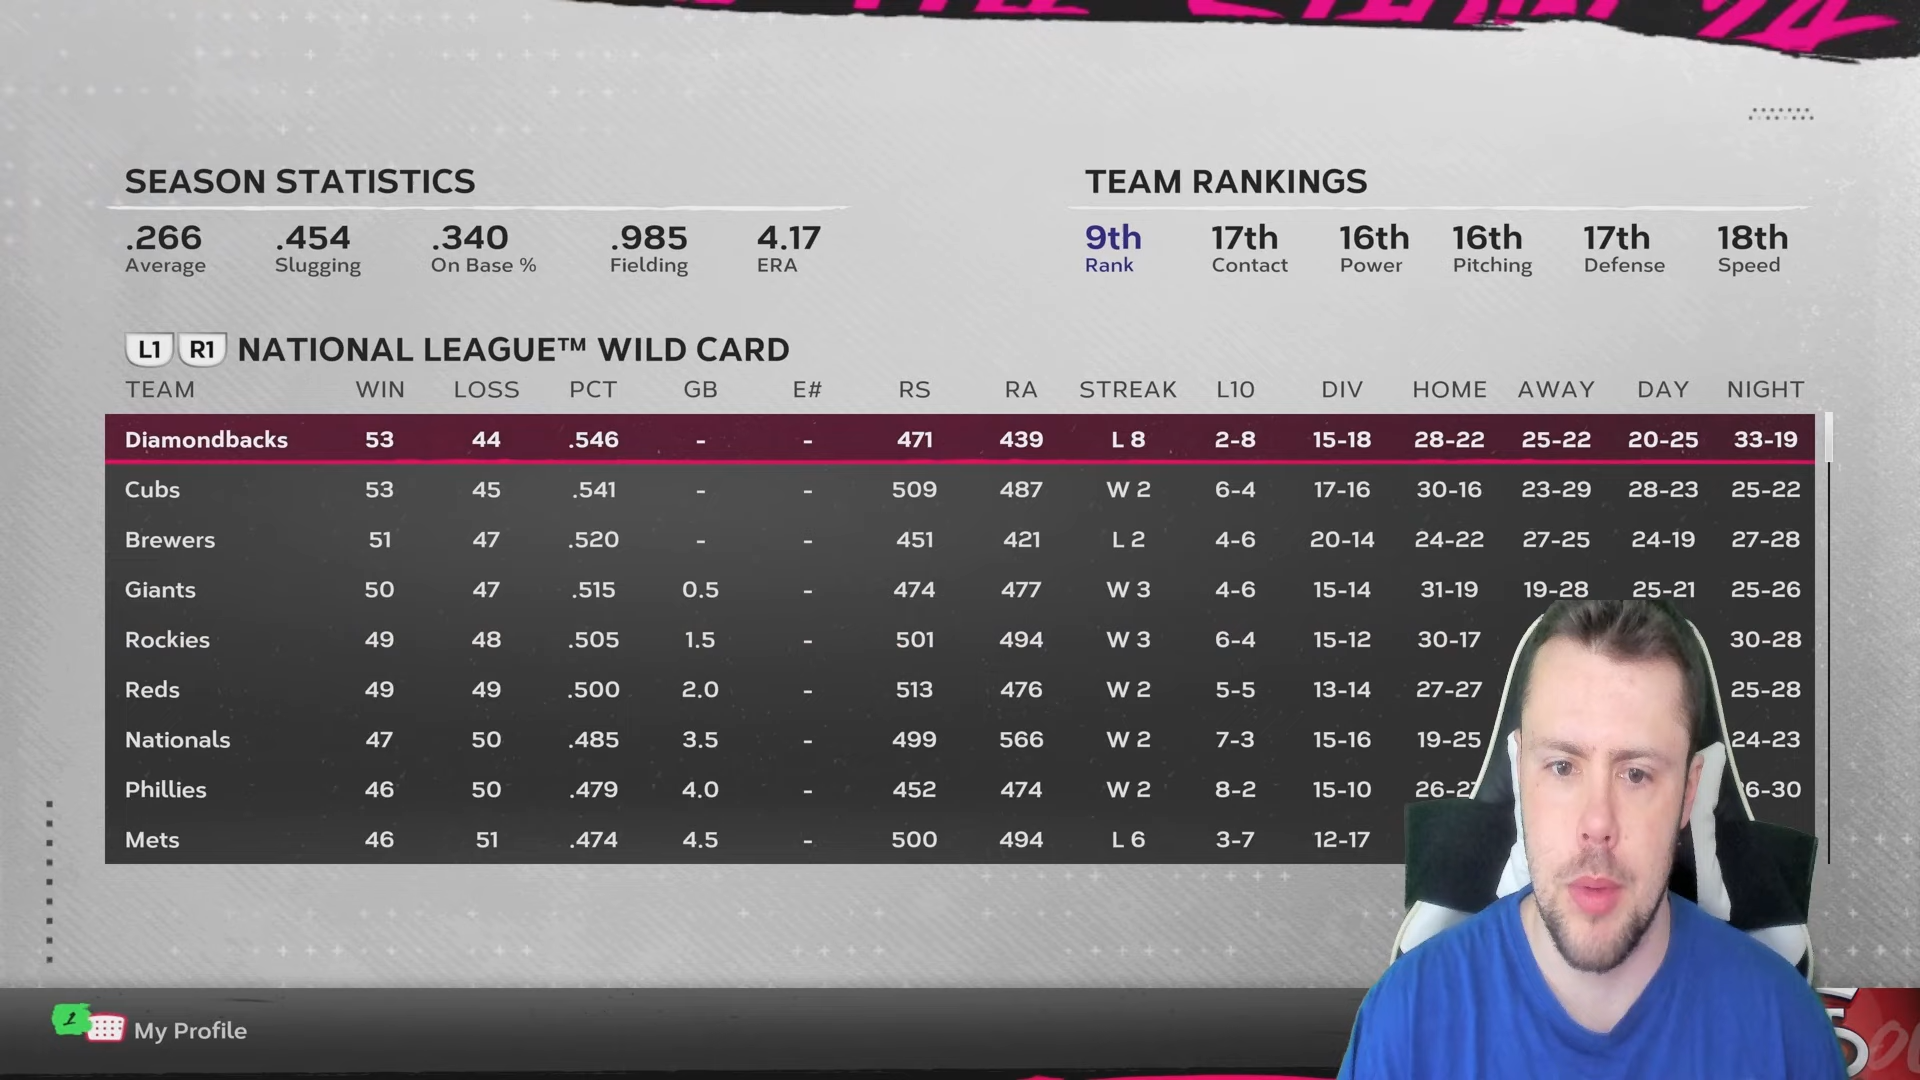 SEASON STATISTICS
.266 .454 .340 .985 4.17
Average Slugging On Base % Fielding ERA
TEAM RANKINGS
9th 17th 16th 16th 17th 18th
Rank Contact Power Pitching Defense Speed
L1 R1 NATIONAL LEAGUE™ WILD CARD
TEAM WIN LOSS PCT GB E# RS RA STREAK L10 DIV HOME AWAY DAY NIGHT
Diamondbacks 53 44 .546 - - 471 439 L 8 2-8 15-18 28-22 25-22 20-25 33-19
Cubs 53 45 .541 - - 509 487 W 2 6-4 17-16 30-16 23-29 28-23 25-22
Brewers 51 47 .520 - - 451 421 L 2 4-6 20-14 24-22 27-25 24-19 27-28
Giants 50 47 .515 0.5 - 474 477 W 3 4-6 15-14 31-19 19-28 25-21 25-26
Rockies 49 48 .505 1.5 - 501 494 W 3 6-4 15-12 30-17 30-28
Reds 49 49 .500 2.0 - 513 476 W 2 5-5 13-14 27-27 25-28
Nationals 47 50 .485 3.5 - 499 566 W 2 7-3 15-16 19-25 24-23
Phillies 46 50 .479 4.0 - 452 474 W 2 8-2 15-10
Mets 46 51 .474 4.5 - 500 494 L 6 3-7 12-17
My Profile